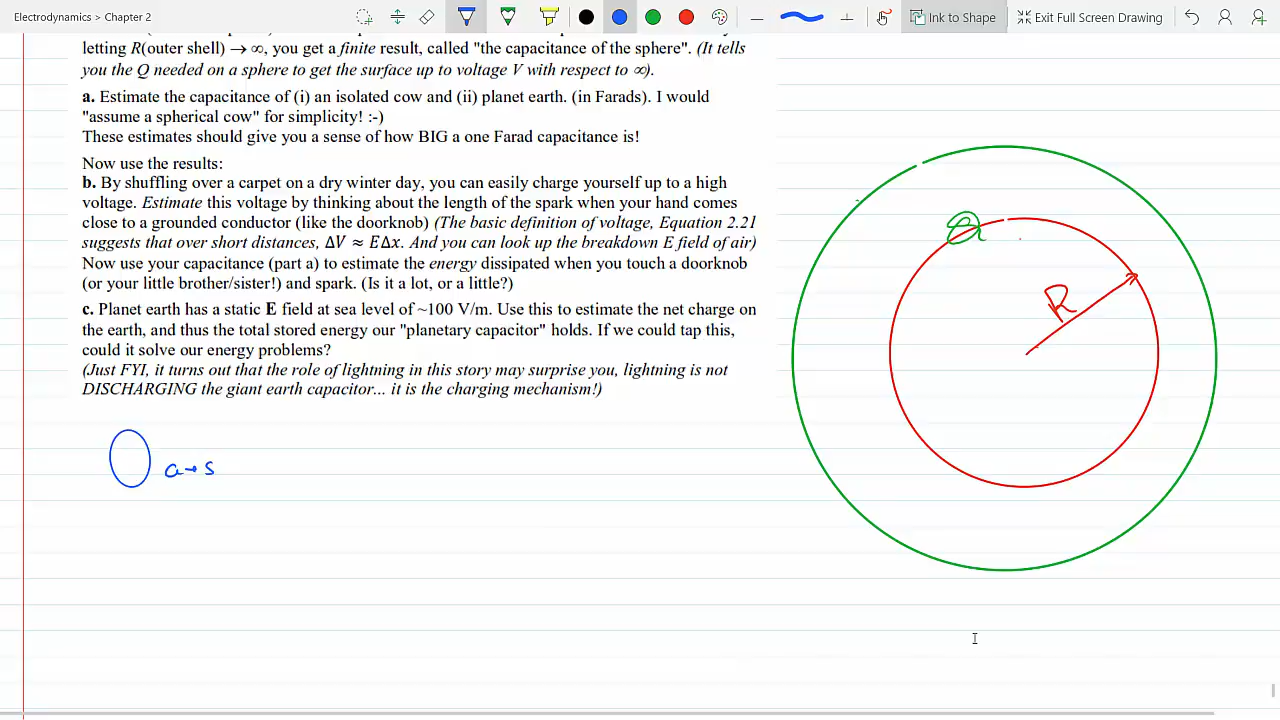 Electrodynamics > Chapter 2
Ink to Shape
Exit Full Screen Drawing
letting R(outer shell) → ∞, you get a finite result, called "the capacitance of the sphere". (It tells
you the Q needed on a sphere to get the surface up to voltage V with respect to ∞).
a. Estimate the capacitance of (i) an isolated cow and (ii) planet earth. (in Farads). I would
"assume a spherical cow" for simplicity! :-)
These estimates should give you a sense of how BIG a one Farad capacitance is!
Now use the results:
b. By shuffling over a carpet on a dry winter day, you can easily charge yourself up to a high
voltage. Estimate this voltage by thinking about the length of the spark when your hand comes
close to a grounded conductor (like the doorknob) (The basic definition of voltage, Equation 2.21
suggests that over short distances, ΔV ≈ EΔx. And you can look up the breakdown E field of air)
Now use your capacitance (part a) to estimate the energy dissipated when you touch a doorknob
(or your little brother/sister!) and spark. (Is it a lot, or a little?)
c. Planet earth has a static E field at sea level of ~100 V/m. Use this to estimate the net charge on
the earth, and thus the total stored energy our "planetary capacitor" holds. If we could tap this,
could it solve our energy problems?
(Just FYI, it turns out that the role of lightning in this story may surprise you, lightning is not
DISCHARGING the giant earth capacitor... it is the charging mechanism!)
R